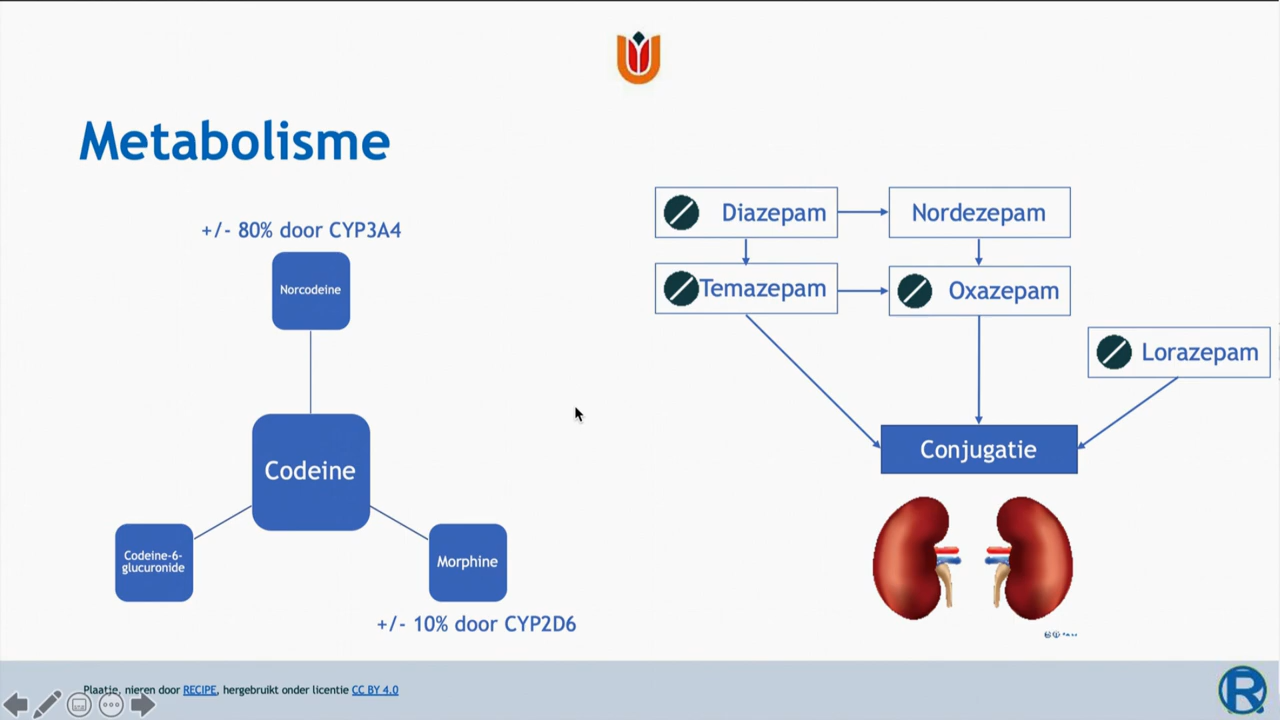 Metabolisme
+/- 80% door CYP3A4
Norcodeine
Codeine
Codeine-6-
glucuronide
Morphine
+/- 10% door CYP2D6
Diazepam
Nordezepam
Temazepam
Oxazepam
Lorazepam
Conjugatie
Plaatje, nieren door RECIPE, hergebruikt onder licentie CC BY 4.0
R